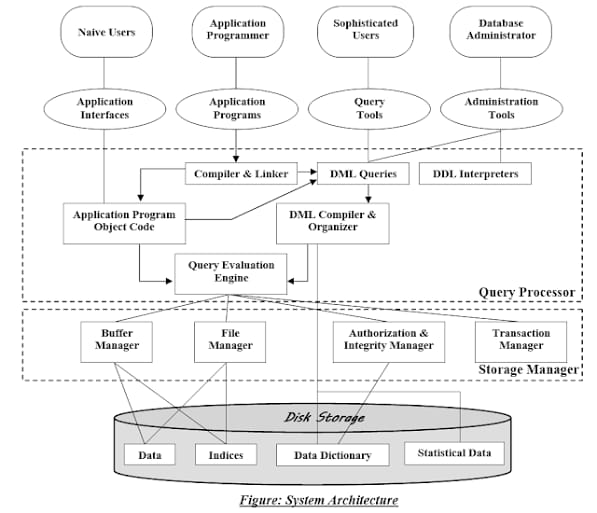 Naive Users
Application
Programmer
Sophisticated
Users
Database
Administrator
Application
Interfaces
Application
Programs
Query
Tools
Administration
Tools
Compiler & Linker
DML Queries
DDL Interpreters
Application Program
Object Code
DML Compiler &
Organizer
Query Evaluation
Engine
Query Processor
Buffer
Manager
File
Manager
Authorization &
Integrity Manager
Transaction
Manager
Storage Manager
Disk Storage
Data
Indices
Data Dictionary
Statistical Data
Figure: System Architecture